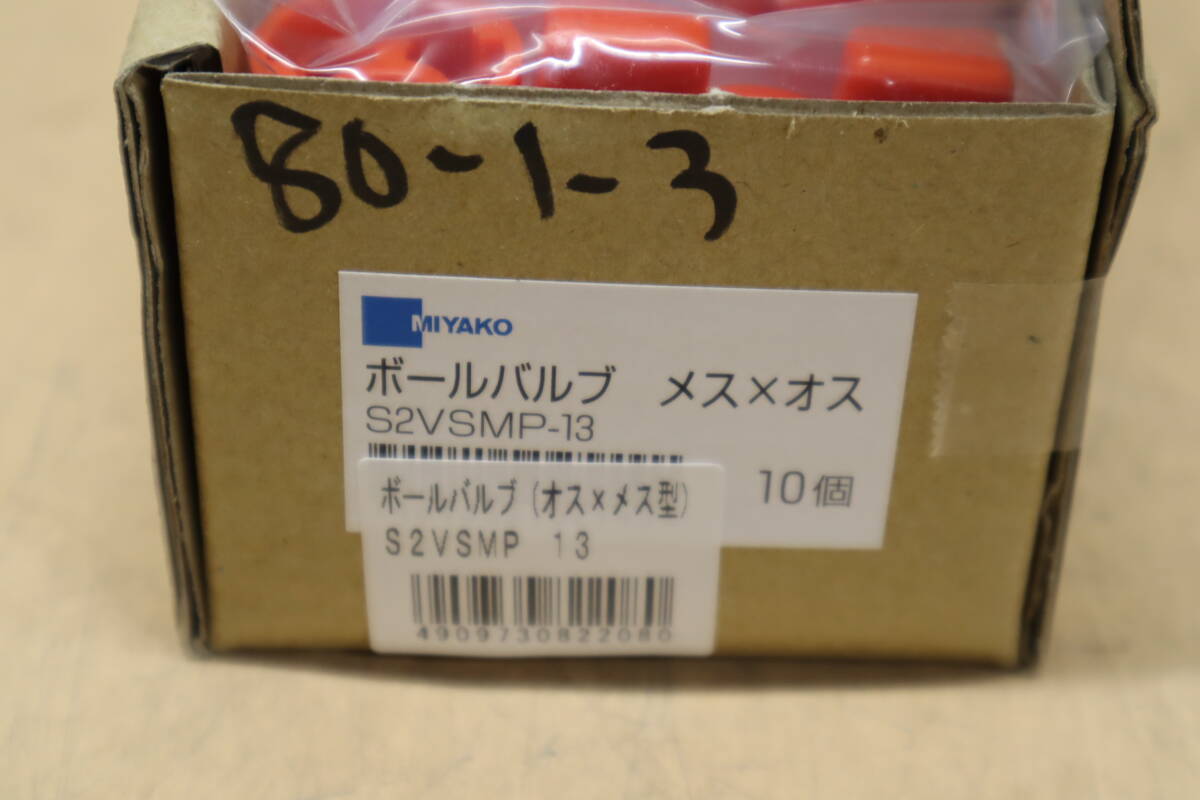 80-1-3
MIYAKO
ボールバルブ　メス×オス
S2VSMP-13
10個
ボールバルブ(オス×メス型)
S2VSMP 13
4909730822080